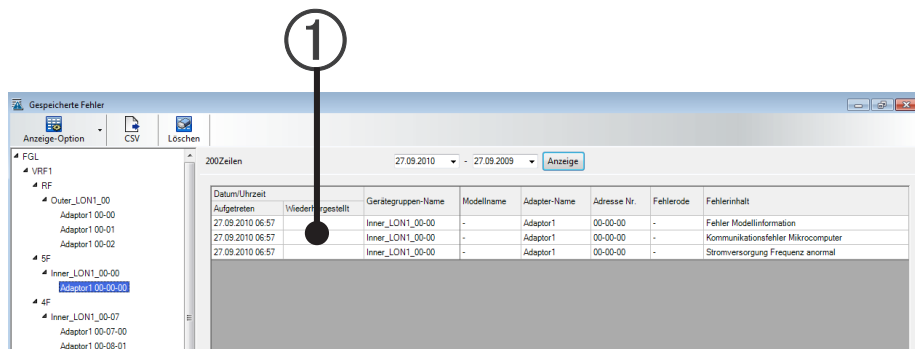 ①
Gespeicherte Fehler
Anzeige-Option CSV Löschen
FGL
VRF1
RF
Outer_LON1_00
Adaptor1 00-00
Adaptor1 00-01
Adaptor1 00-02
5F
Inner_LON1_00-00
Adaptor1 00-00-00
4F
Inner_LON1_00-07
Adaptor1 00-07-00
Adaptor1 00-08-01
200Zeilen 27.09.2010 - 27.09.2009 Anzeige
Datum/Uhrzeit Gerätegruppen-Name Modellname Adapter-Name Adresse Nr. Fehlerode Fehlerinhalt
Aufgetreten Wiederhergestellt
27.09.2010 06:57 Inner_LON1_00-00 - Adaptor1 00-00-00 - Fehler Modellinformation
27.09.2010 06:57 Inner_LON1_00-00 - Adaptor1 00-00-00 - Kommunikationsfehler Mikrocomputer
27.09.2010 06:57 Inner_LON1_00-00 - Adaptor1 00-00-00 - Stromversorgung Frequenz anormal